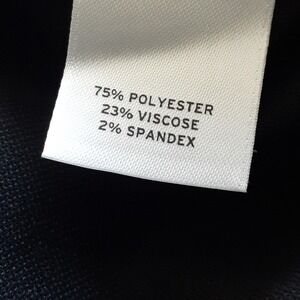 75% POLYESTER
23% VISCOSE
2% SPANDEX